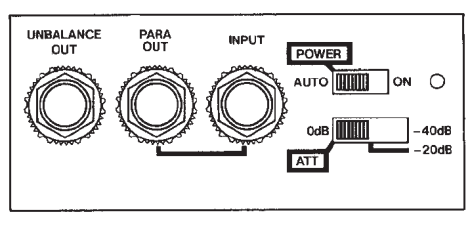 UNBALANCE
OUT
PARA
OUT
INPUT
POWER
AUTO
ON
0dB
-40dB
-20dB
ATT